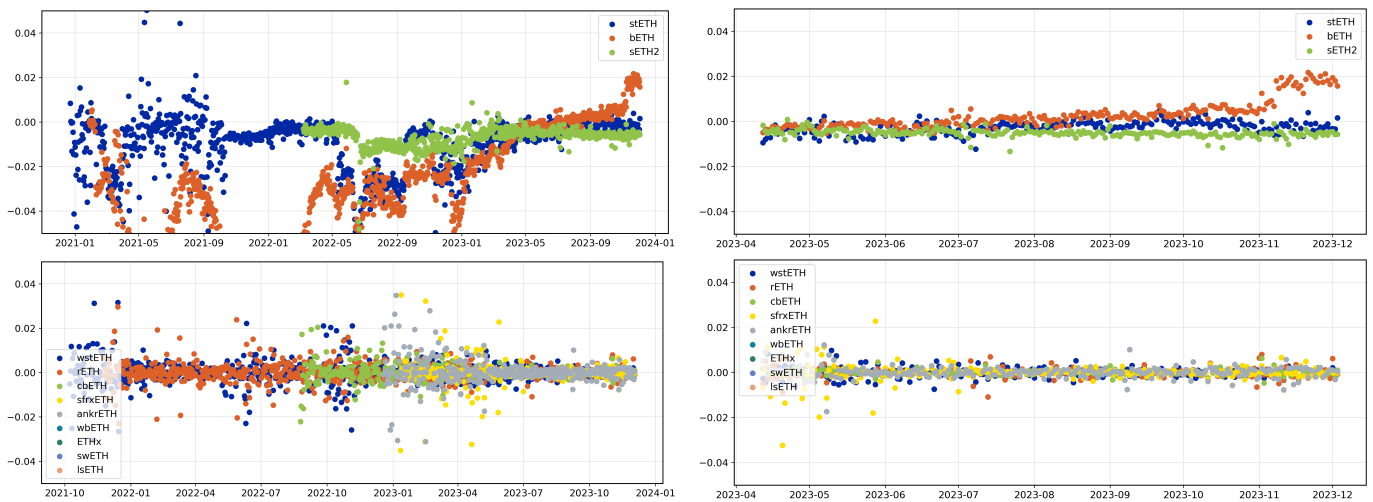 0.04
0.02
0.00
−0.02
−0.04
2021-01 2021-05 2021-09 2022-01 2022-05 2022-09 2023-01 2023-05 2023-09 2024-01
stETH
bETH
sETH2
0.04
0.02
0.00
−0.02
−0.04
2023-04 2023-05 2023-06 2023-07 2023-08 2023-09 2023-10 2023-11 2023-12
stETH
bETH
sETH2
0.04
0.02
0.00
−0.02
−0.04
2021-10 2022-01 2022-04 2022-07 2022-10 2023-01 2023-04 2023-07 2023-10 2024-01
wstETH
rETH
cbETH
sfrxETH
ankrETH
wbETH
ETHx
swETH
lsETH
0.04
0.02
0.00
−0.02
−0.04
2023-04 2023-05 2023-06 2023-07 2023-08 2023-09 2023-10 2023-11 2023-12
wstETH
rETH
cbETH
sfrxETH
ankrETH
wbETH
ETHx
swETH
lsETH